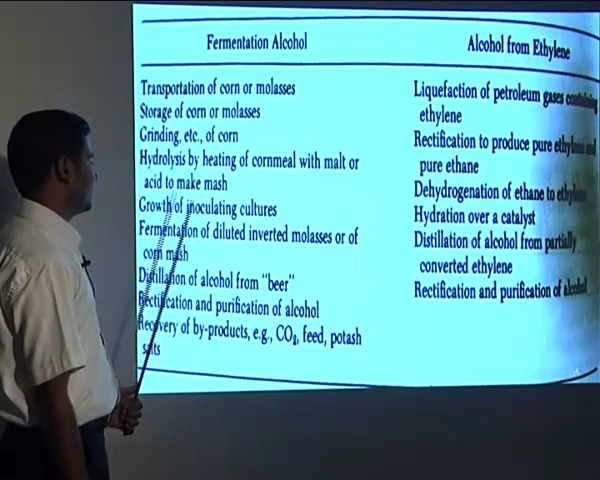 Fermentation Alcohol
Transportation of corn or molasses
Storage of corn or molasses
Grinding, etc., of corn
Hydrolysis by heating of cornmeal with malt or
acid to make mash
Growth of inoculating cultures
Fermentation of diluted inverted molasses or of
corn mash
Distillation of alcohol from "beer"
Rectification and purification of alcohol
Recovery of by-products, e.g., CO₂, feed, potash
salts
Alcohol from Ethylene
Liquefaction of petroleum gases containing
ethylene
Rectification to produce pure ethylene and
pure ethane
Dehydrogenation of ethane to ethylene
Hydration over a catalyst
Distillation of alcohol from partially
converted ethylene
Rectification and purification of alcohol